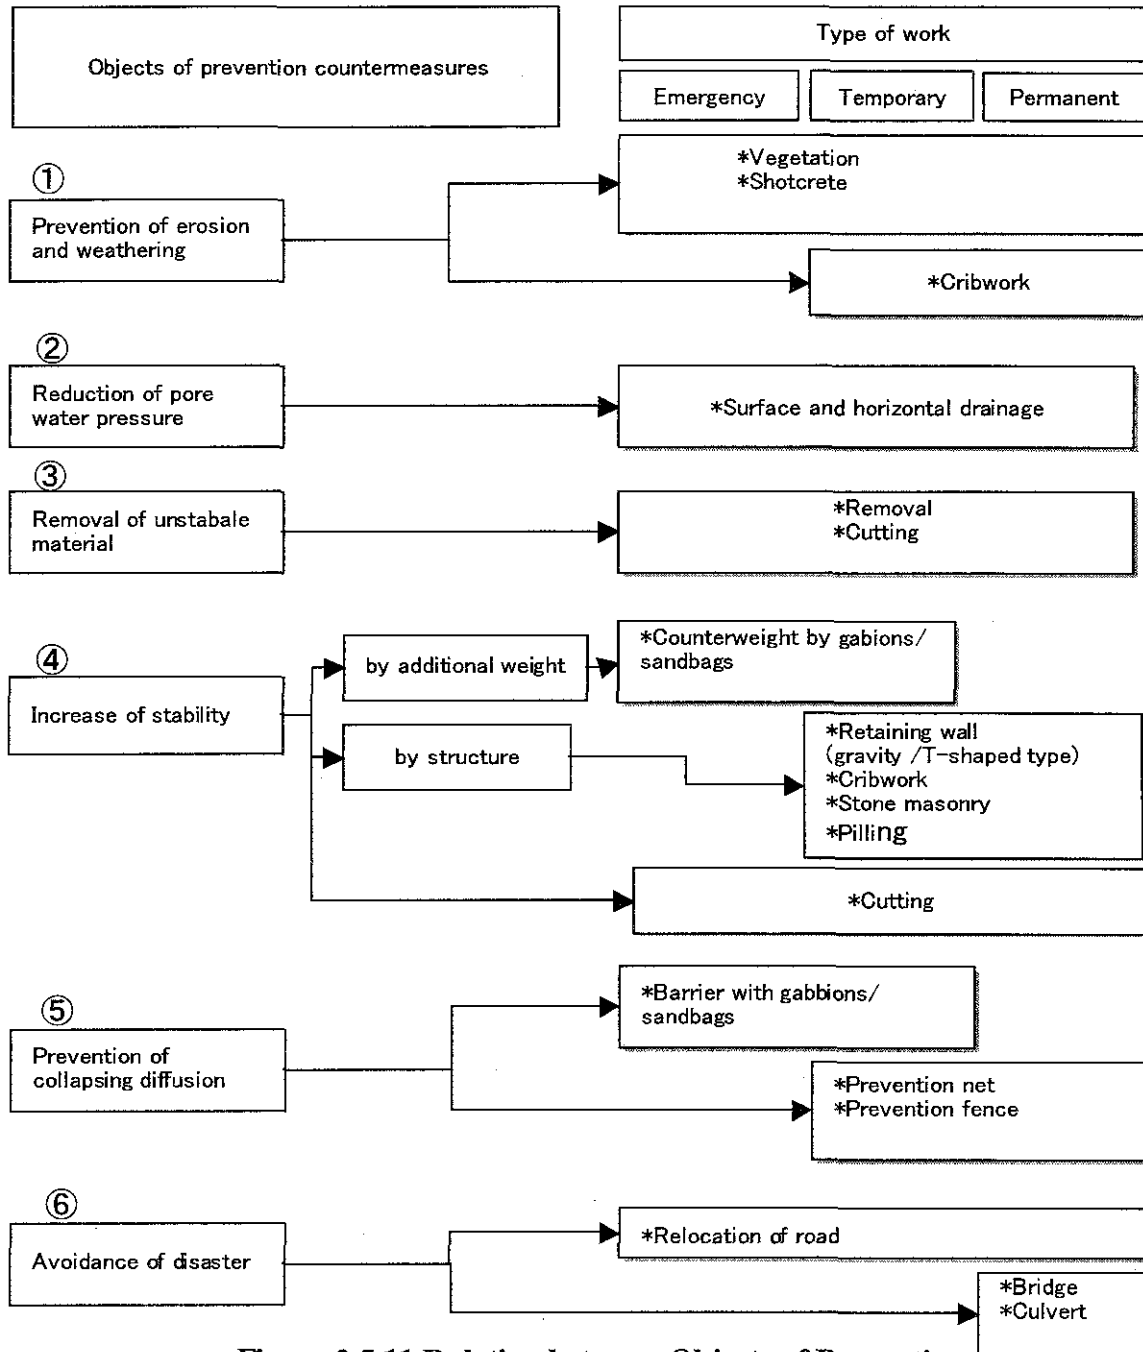 Objects of prevention countermeasures
Type of work
Emergency
Temporary
Permanent
①
Prevention of erosion
and weathering
*Vegetation
*Shotcrete
*Cribwork
②
Reduction of pore
water pressure
*Surface and horizontal drainage
③
Removal of unstabale
material
*Removal
*Cutting
④
Increase of stability
by additional weight
*Counterweight by gabions/
sandbags
by structure
*Retaining wall
(gravity /T-shaped type)
*Cribwork
*Stone masonry
*Pilling
*Cutting
⑤
Prevention of
collapsing diffusion
*Barrier with gabbions/
sandbags
*Prevention net
*Prevention fence
⑥
Avoidance of disaster
*Relocation of road
*Bridge
*Culvert